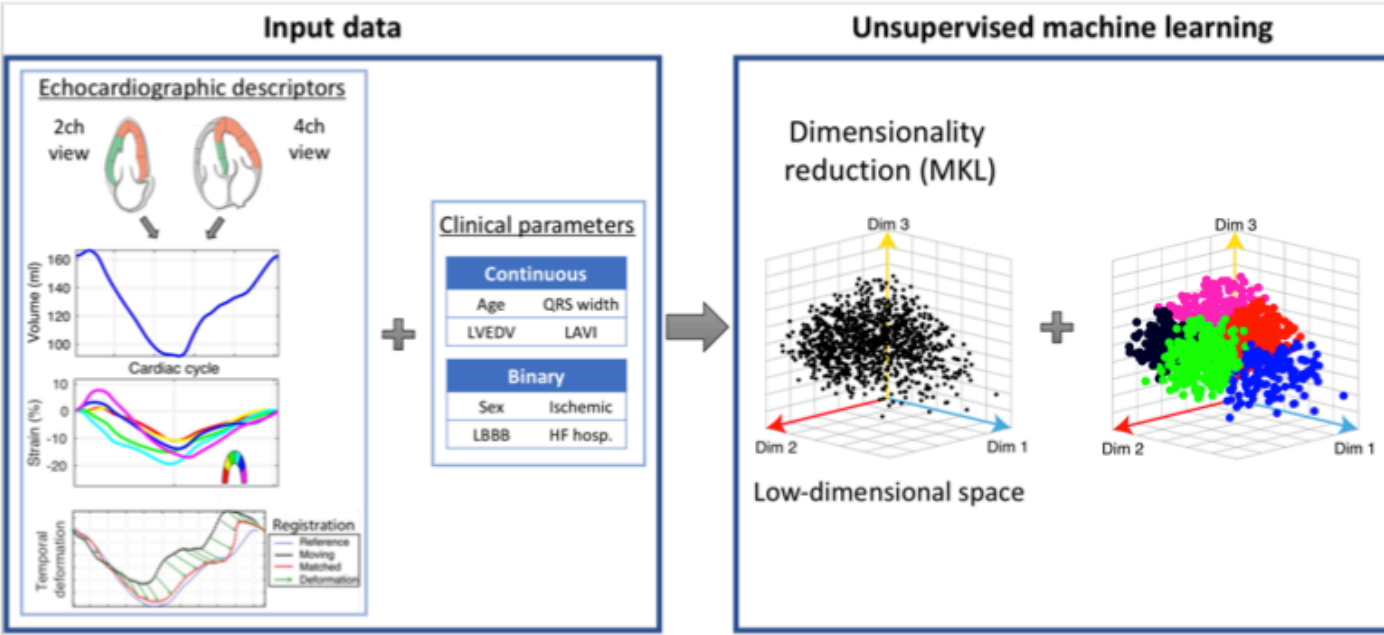 Input data
Unsupervised machine learning
Echocardiographic descriptors
2ch
view
4ch
view
160
140
120
100
Volume (ml)
Cardiac cycle
10
0
-10
-20
Strain (%)
Temporal
deformation
Registration
Reference
Moving
Matched
Deformation
+
Clinical parameters
Continuous
Age QRS width
LVEDV LAVI
Binary
Sex Ischemic
LBBB HF hosp.
Dimensionality
reduction (MKL)
Dim 3
Dim 2
Dim 1
Low-dimensional space
+
Dim 3
Dim 2
Dim 1